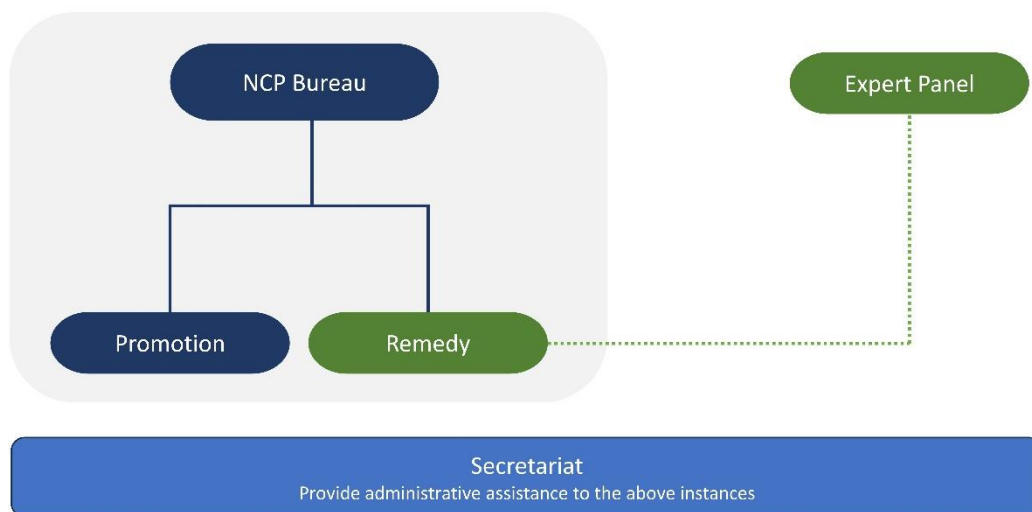 NCP Bureau
Expert Panel
Promotion
Remedy
Secretariat
Provide administrative assistance to the above instances